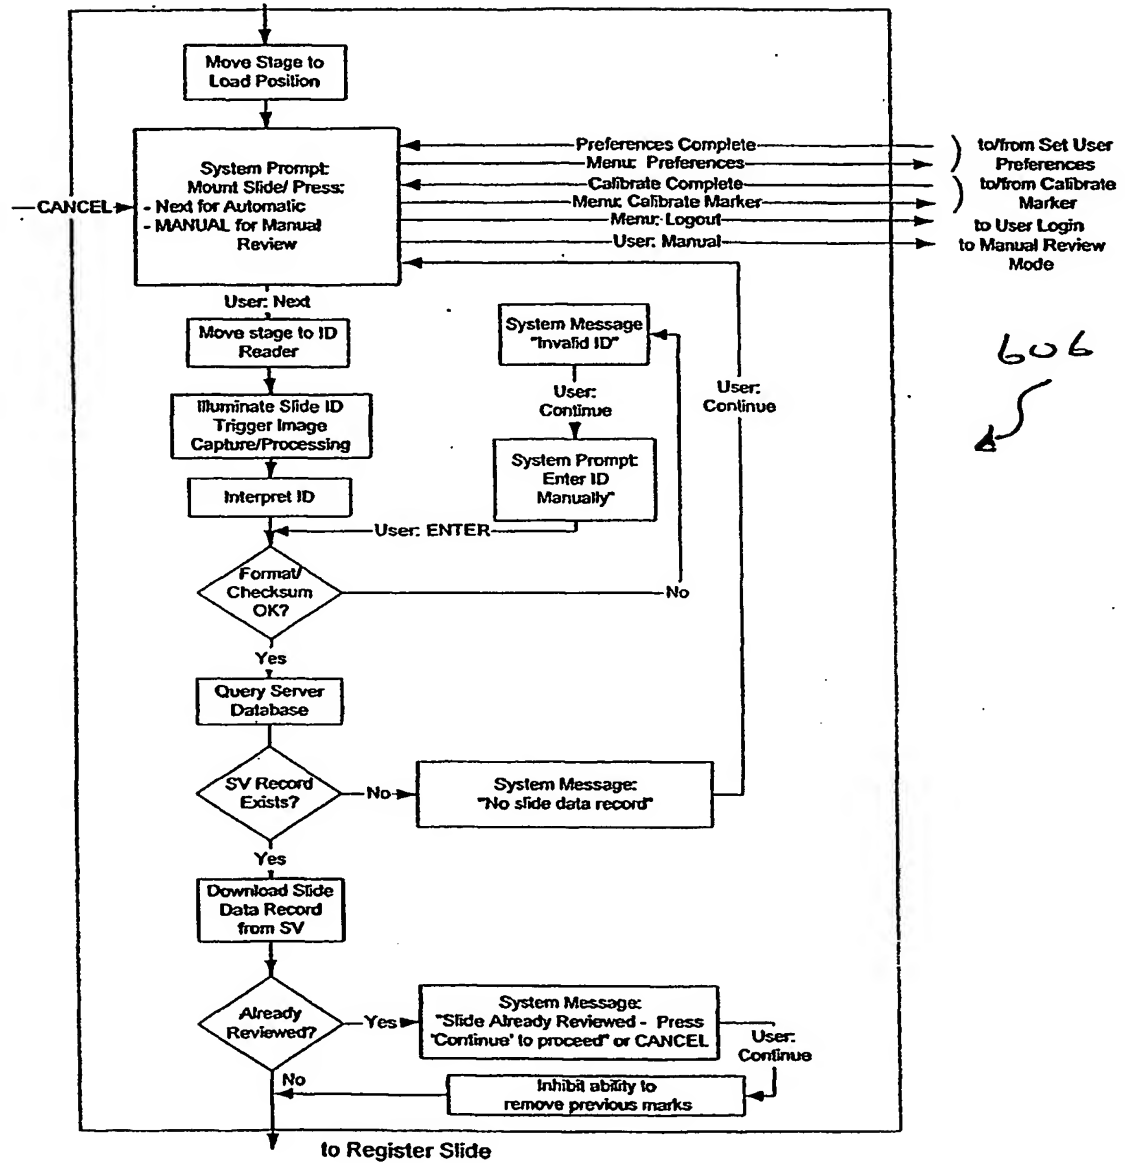 Move Stage to
Load Position
System Prompt:
Mount Slide/ Press:
- Next for Automatic
- MANUAL for Manual
Review
CANCEL
Preferences Complete
Menu: Preferences
Calibrate Complete
Menu: Calibrate Marker
Menu: Logout
User: Manual
to/from Set User
Preferences
to/from Calibrate
Marker
to User Login
to Manual Review
Mode
User: Next
Move stage to ID
Reader
System Message
"Invalid ID"
606
User:
Continue
User:
Continue
Illuminate Slide ID
Trigger Image
Capture/Processing
System Prompt:
Enter ID
Manually"
Interpret ID
User: ENTER
Format/
Checksum
OK?
No
Yes
Query Server
Database
SV Record
Exists?
No
System Message:
"No slide data record"
Yes
Download Slide
Data Record
from SV
Already
Reviewed?
Yes
System Message:
"Slide Already Reviewed - Press
'Continue' to proceed" or CANCEL
User:
Continue
No
Inhibit ability to
remove previous marks
to Register Slide